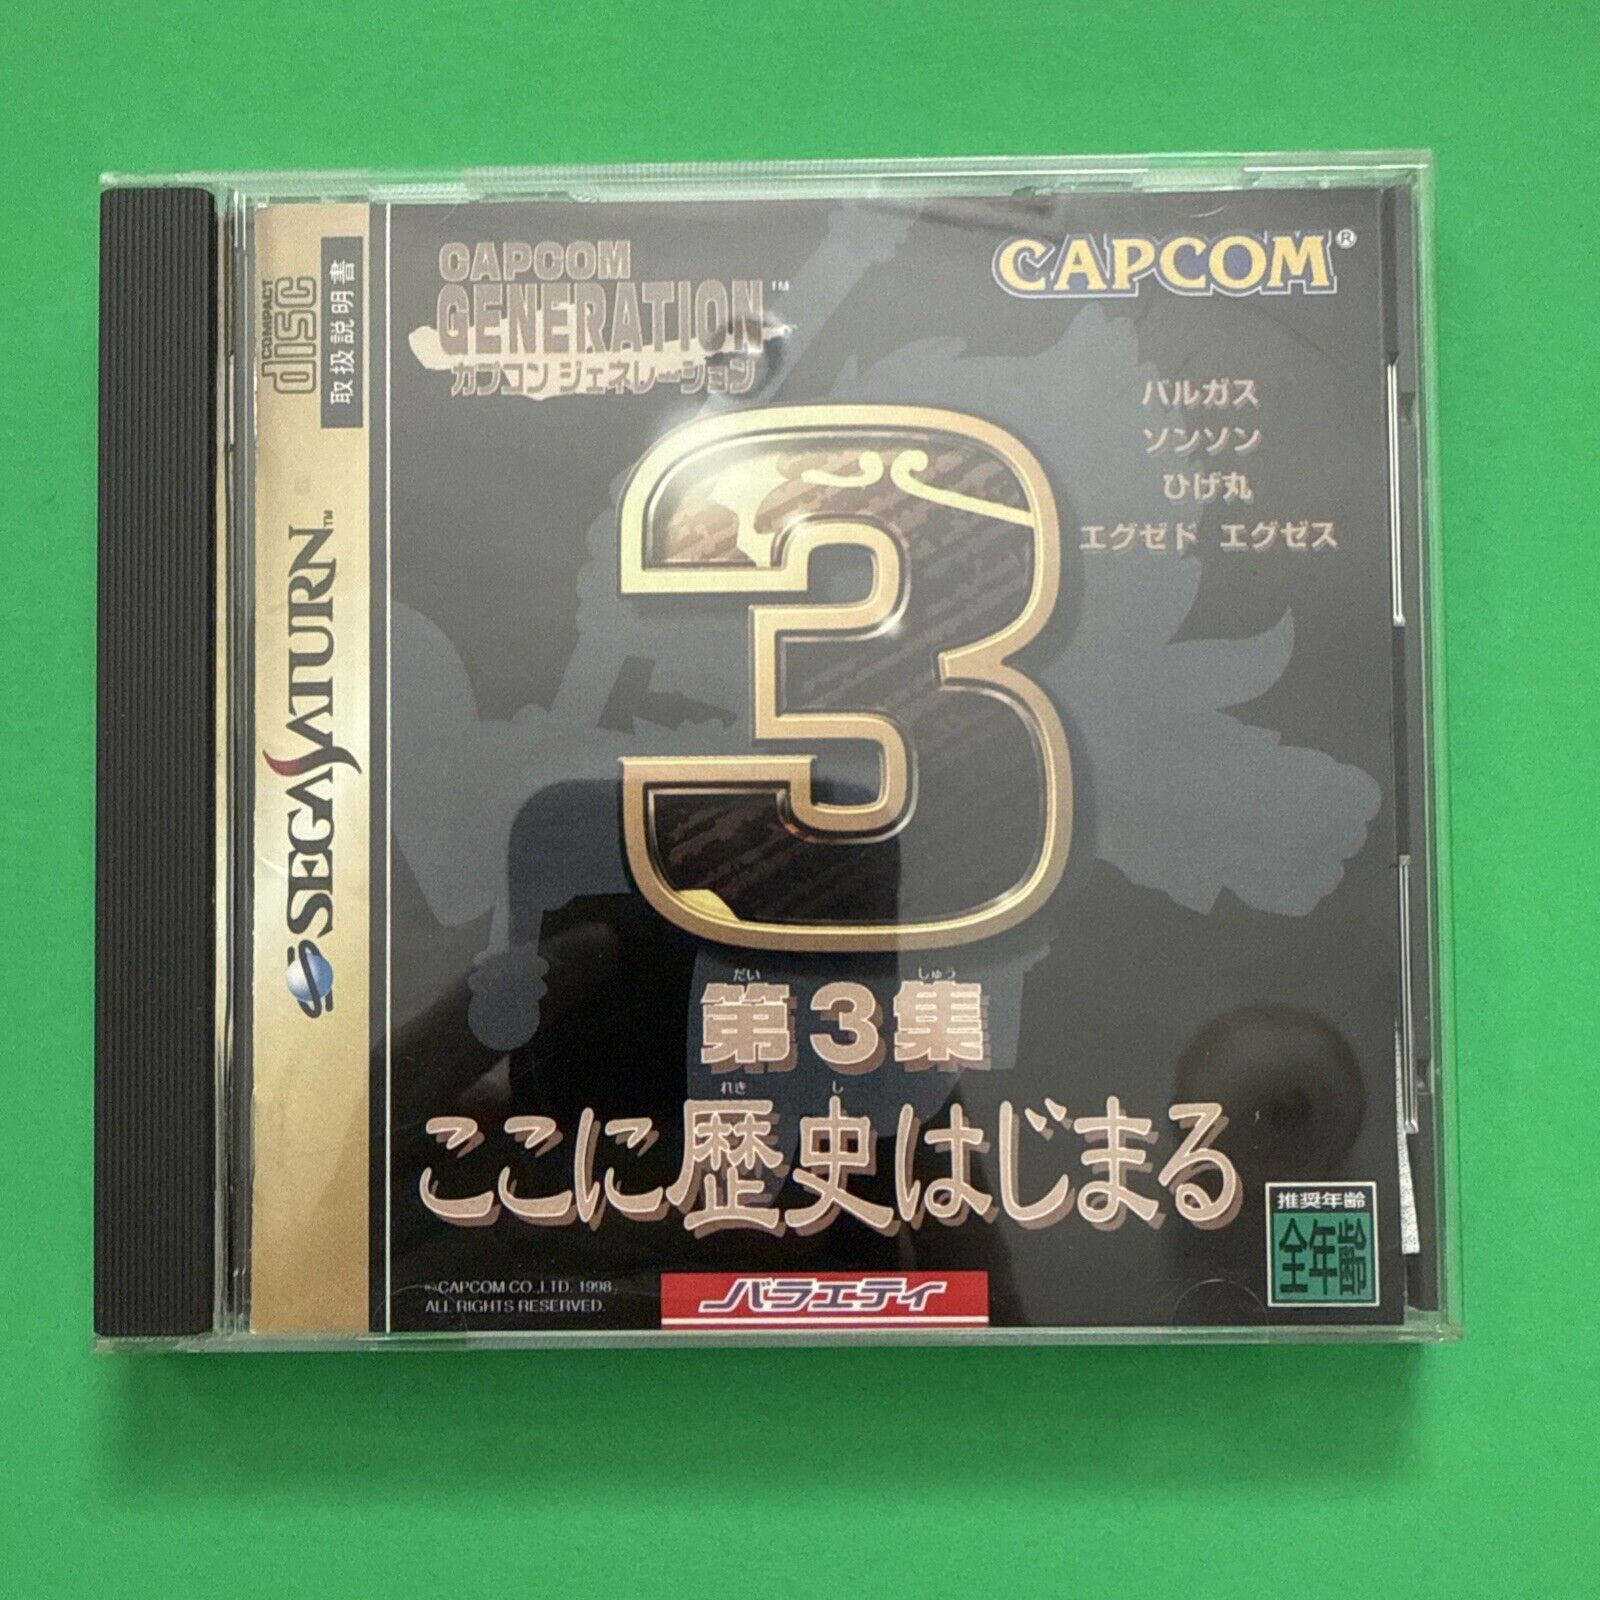 COMPACT
disc
取扱説明書
SEGA SATURN™
CAPCOM
GENERATION™
カプコン ジェネレーション
CAPCOM®
バルガス
ソンソン
ひげ丸
エグゼド エグゼス
3
だい しゅう
第3集
れき し
ここに歴史はじまる
©CAPCOM CO.,LTD. 1998,
ALL RIGHTS RESERVED.
バラエティ
推奨年齢
全年齢